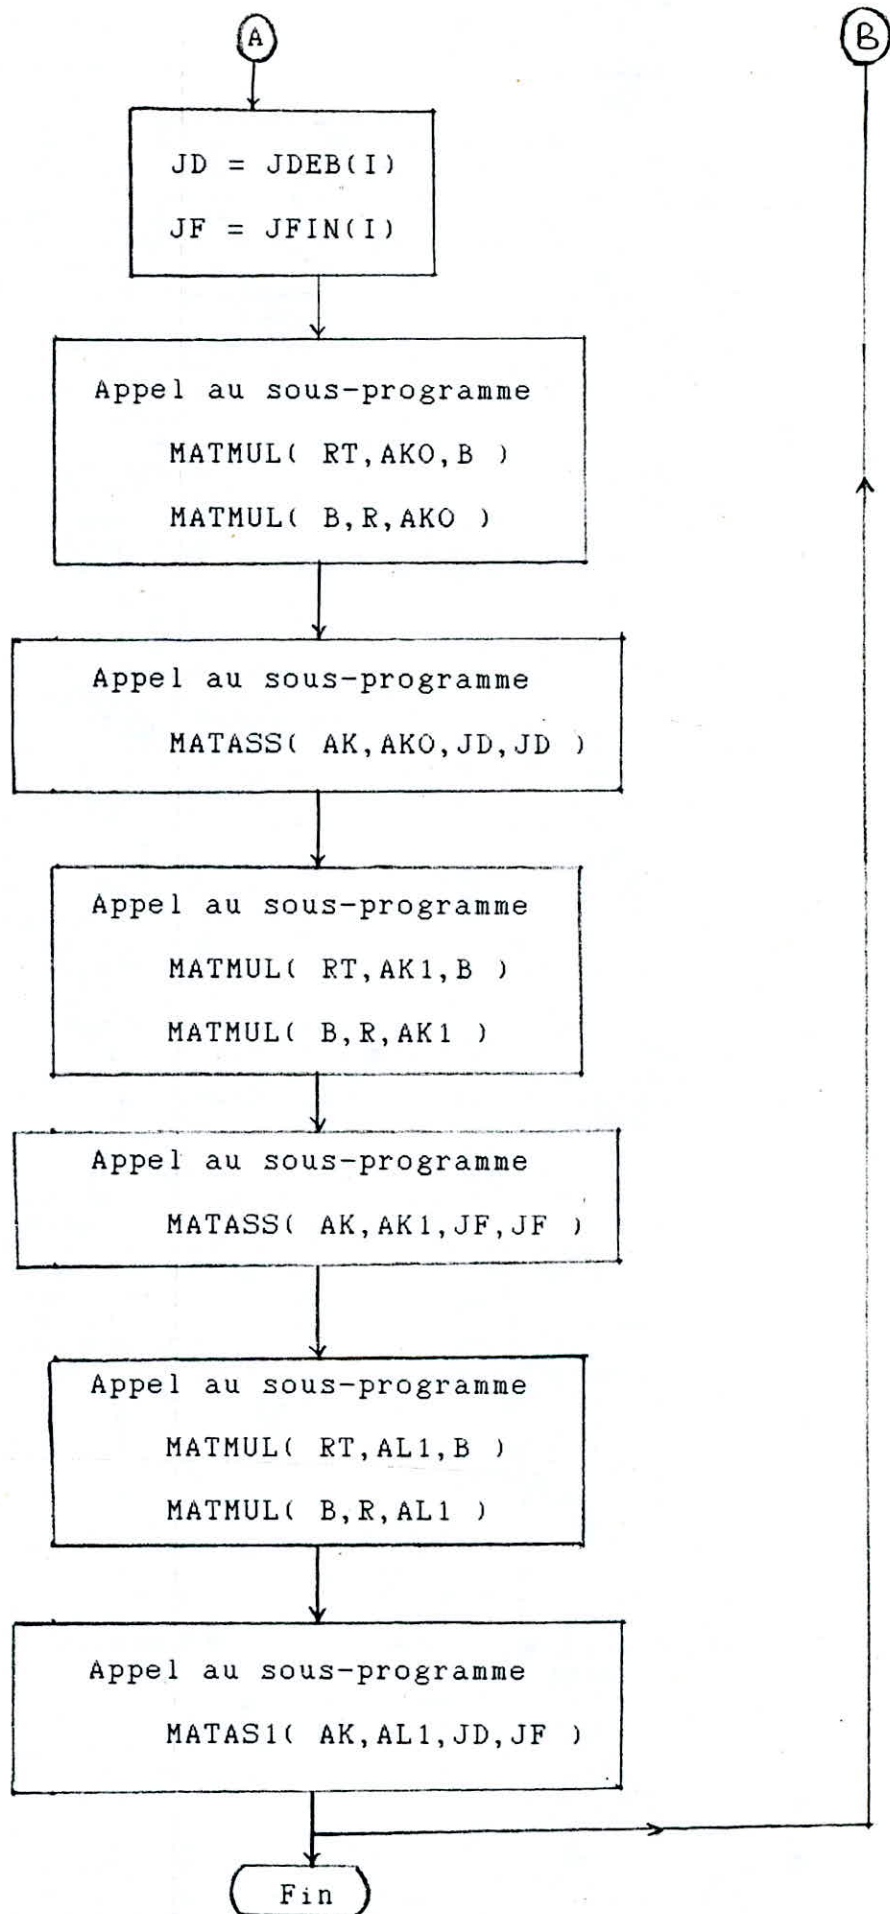 A
B
JD = JDEB(I)
JF = JFIN(I)
Appel au sous-programme
MATMUL( RT,AKO,B )
MATMUL( B,R,AKO )
Appel au sous-programme
MATASS( AK,AKO,JD,JD )
Appel au sous-programme
MATMUL( RT,AK1,B )
MATMUL( B,R,AK1 )
Appel au sous-programme
MATASS( AK,AK1,JF,JF )
Appel au sous-programme
MATMUL( RT,AL1,B )
MATMUL( B,R,AL1 )
Appel au sous-programme
MATAS1( AK,AL1,JD,JF )
Fin